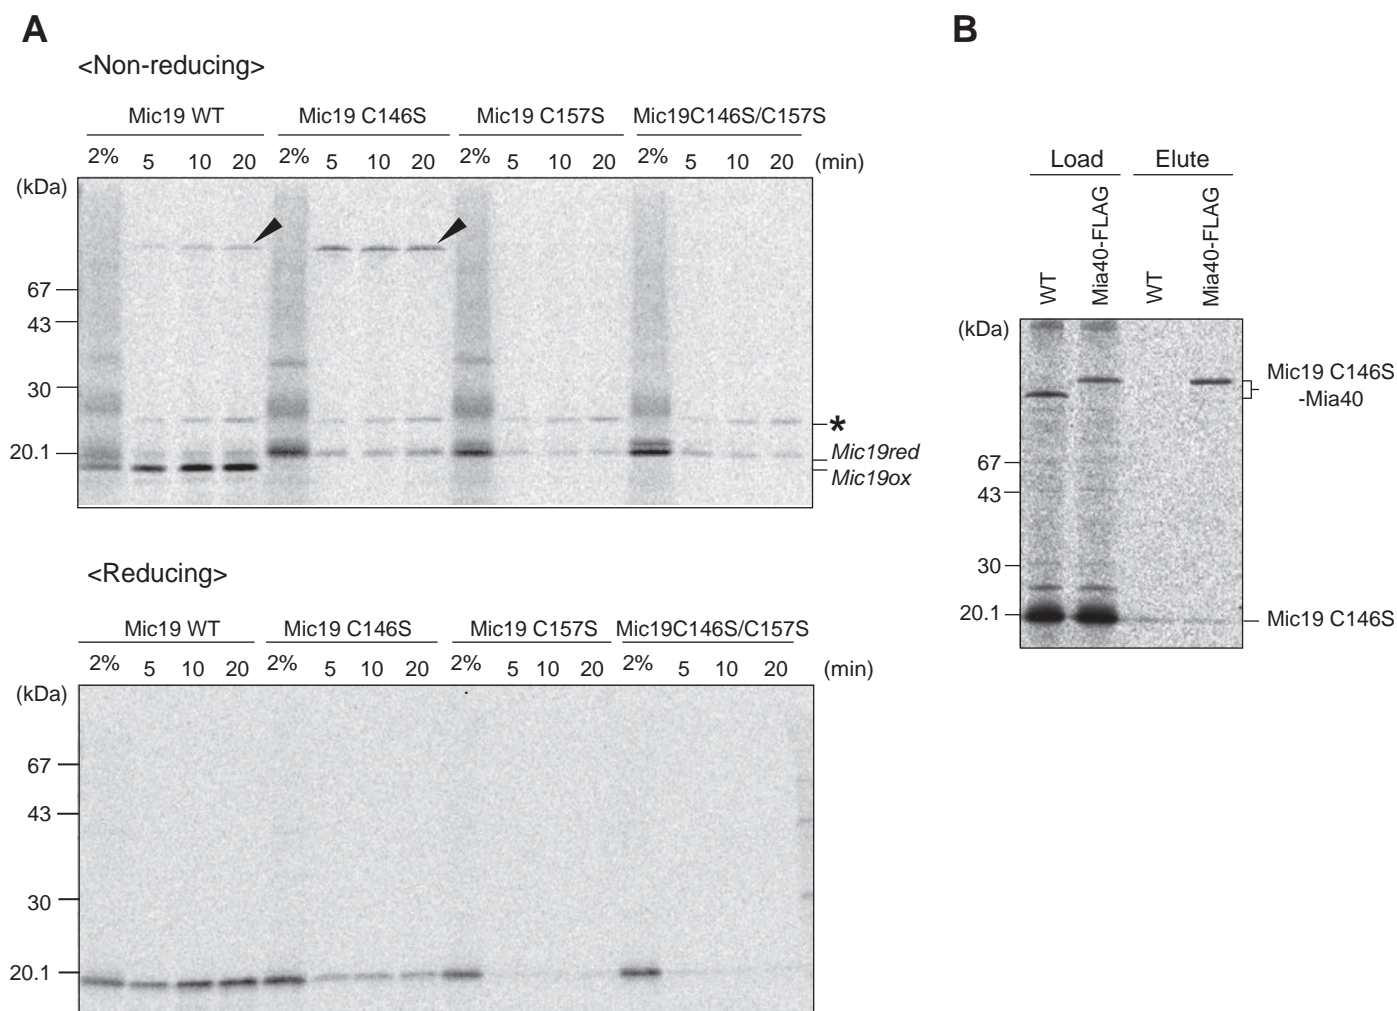 A
<Non-reducing>
Mic19 WT Mic19 C146S Mic19 C157S Mic19C146S/C157S
2% 5 10 20 2% 5 10 20 2% 5 10 20 2% 5 10 20 (min)
(kDa)
67
43
30
20.1
*
Mic19red
Mic19ox
<Reducing>
Mic19 WT Mic19 C146S Mic19 C157S Mic19C146S/C157S
2% 5 10 20 2% 5 10 20 2% 5 10 20 2% 5 10 20 (min)
(kDa)
67
43
30
20.1
B
Load Elute
WT Mia40-FLAG WT Mia40-FLAG
(kDa)
67
43
30
20.1
Mic19 C146S
-Mia40
Mic19 C146S